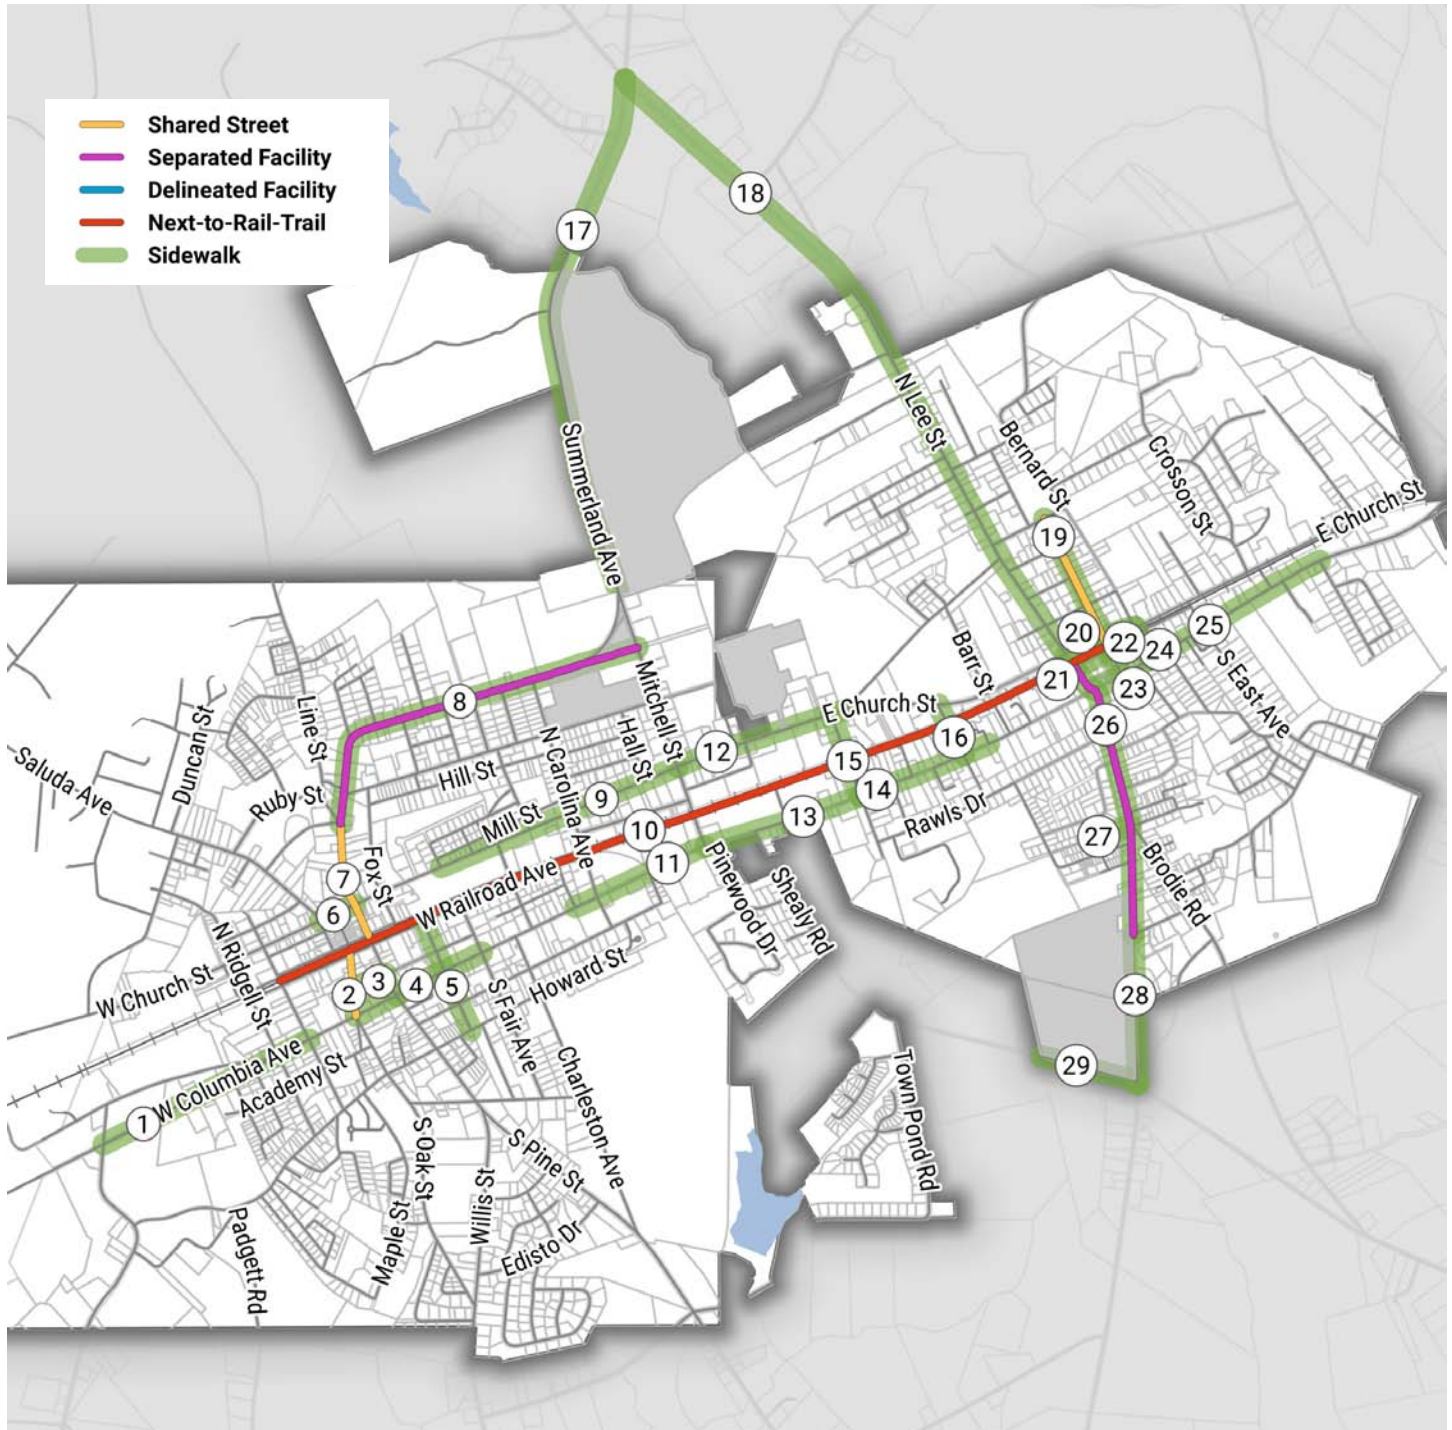 Shared Street
Separated Facility
Delineated Facility
Next-to-Rail-Trail
Sidewalk
18
17
N Lee St
Bernard St
Crosson St
Summerland Ave
E Church St
19
20
22
24
25
Barr St
21
23
S East Ave
Mitchell St
Line St
8
Duncan St
E Church St
26
N Carolina Ave
Hall St
12
16
Saluda Ave
Hill St
15
Ruby St
9
14
Mill St
10
13
Rawls Dr
27
Fox St
11
Pinewood Dr
Brodie Rd
7
W Railroad Ave
Shealy Rd
6
N Ridgell St
W Church St
3
4
5
2
Howard St
28
S Fair Ave
W Columbia Ave
Academy St
Charleston Ave
29
1
Town Pond Rd
S Oak St
S Pine St
Willis St
Maple St
Padgett Rd
Edisto Dr